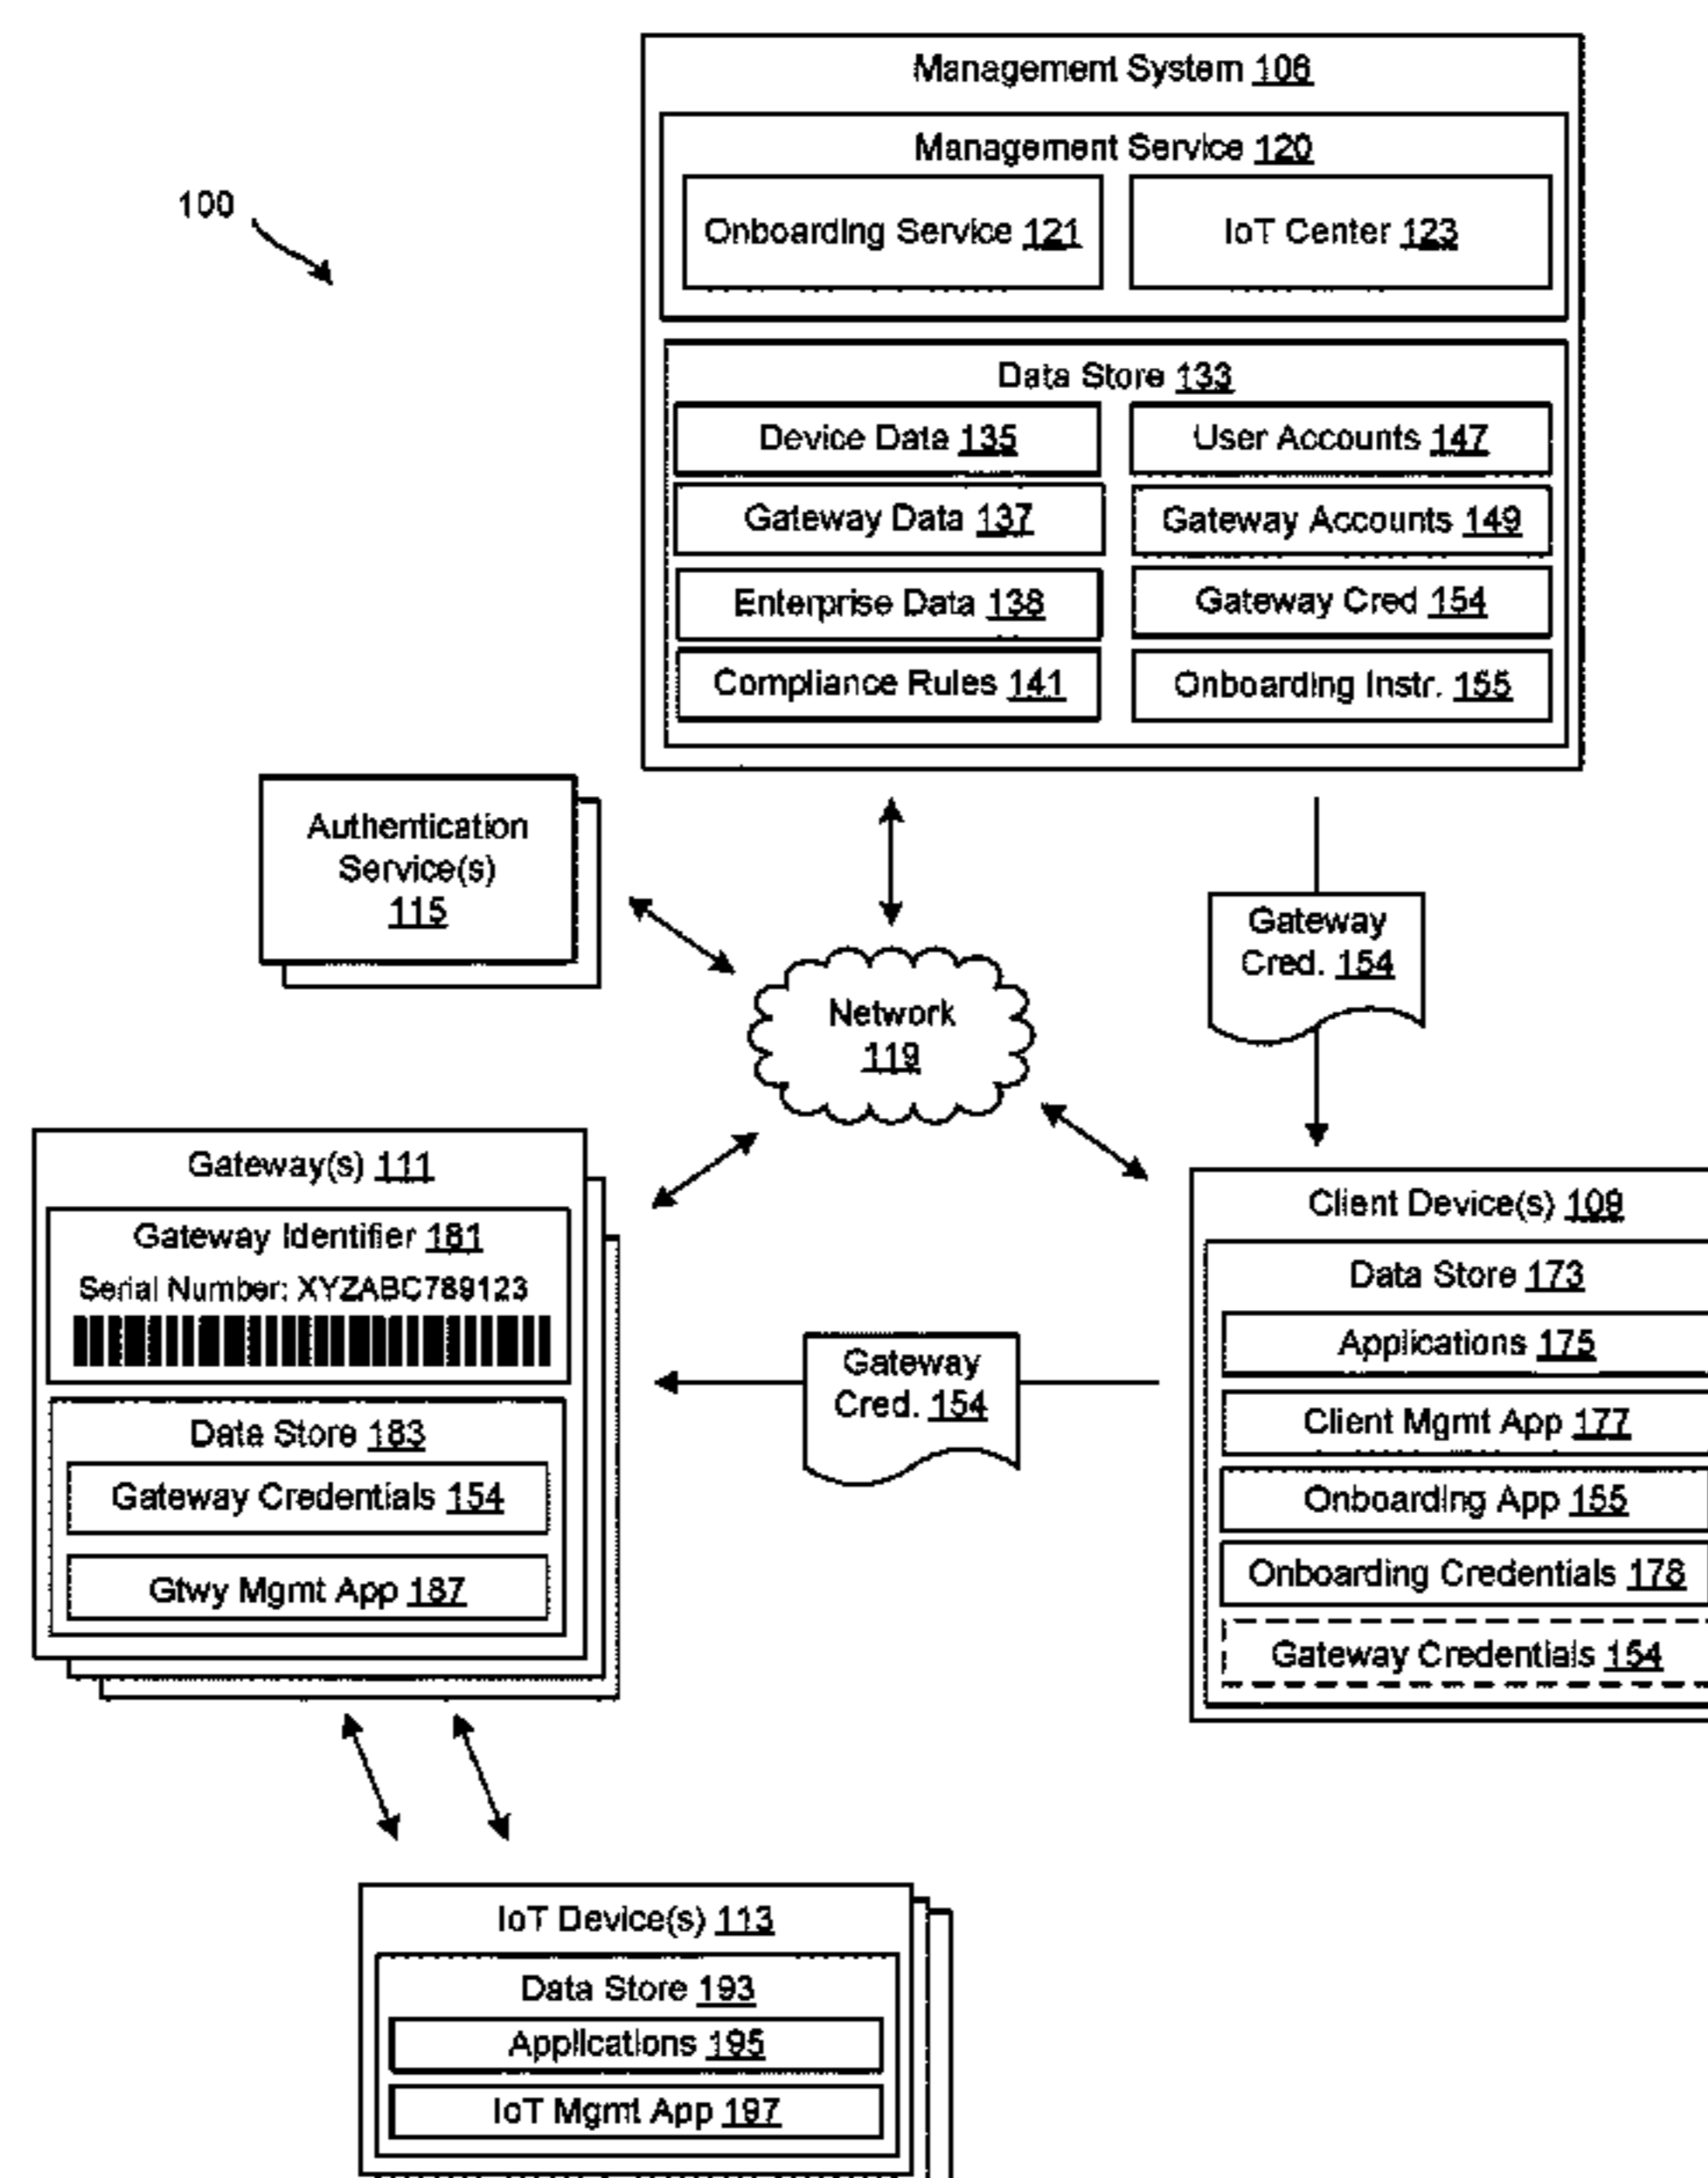 Management System 106
Management Service 120
100
Onboarding Service 121
IoT Center 123
Data Store 133
Device Data 135
User Accounts 147
Gateway Data 137
Gateway Accounts 149
Enterprise Data 138
Gateway Cred 154
Compliance Rules 141
Onboarding Instr. 155
Authentication
Service(s)
115
Gateway
Cred. 154
Network
119
Gateway(s) 111
Gateway Identifier 181
Serial Number: XYZABC789123
Data Store 183
Gateway Credentials 154
Gtwy Mgmt App 187
Gateway
Cred. 154
Client Device(s) 109
Data Store 173
Applications 175
Client Mgmt App 177
Onboarding App 155
Onboarding Credentials 178
Gateway Credentials 154
IoT Device(s) 113
Data Store 193
Applications 195
IoT Mgmt App 197